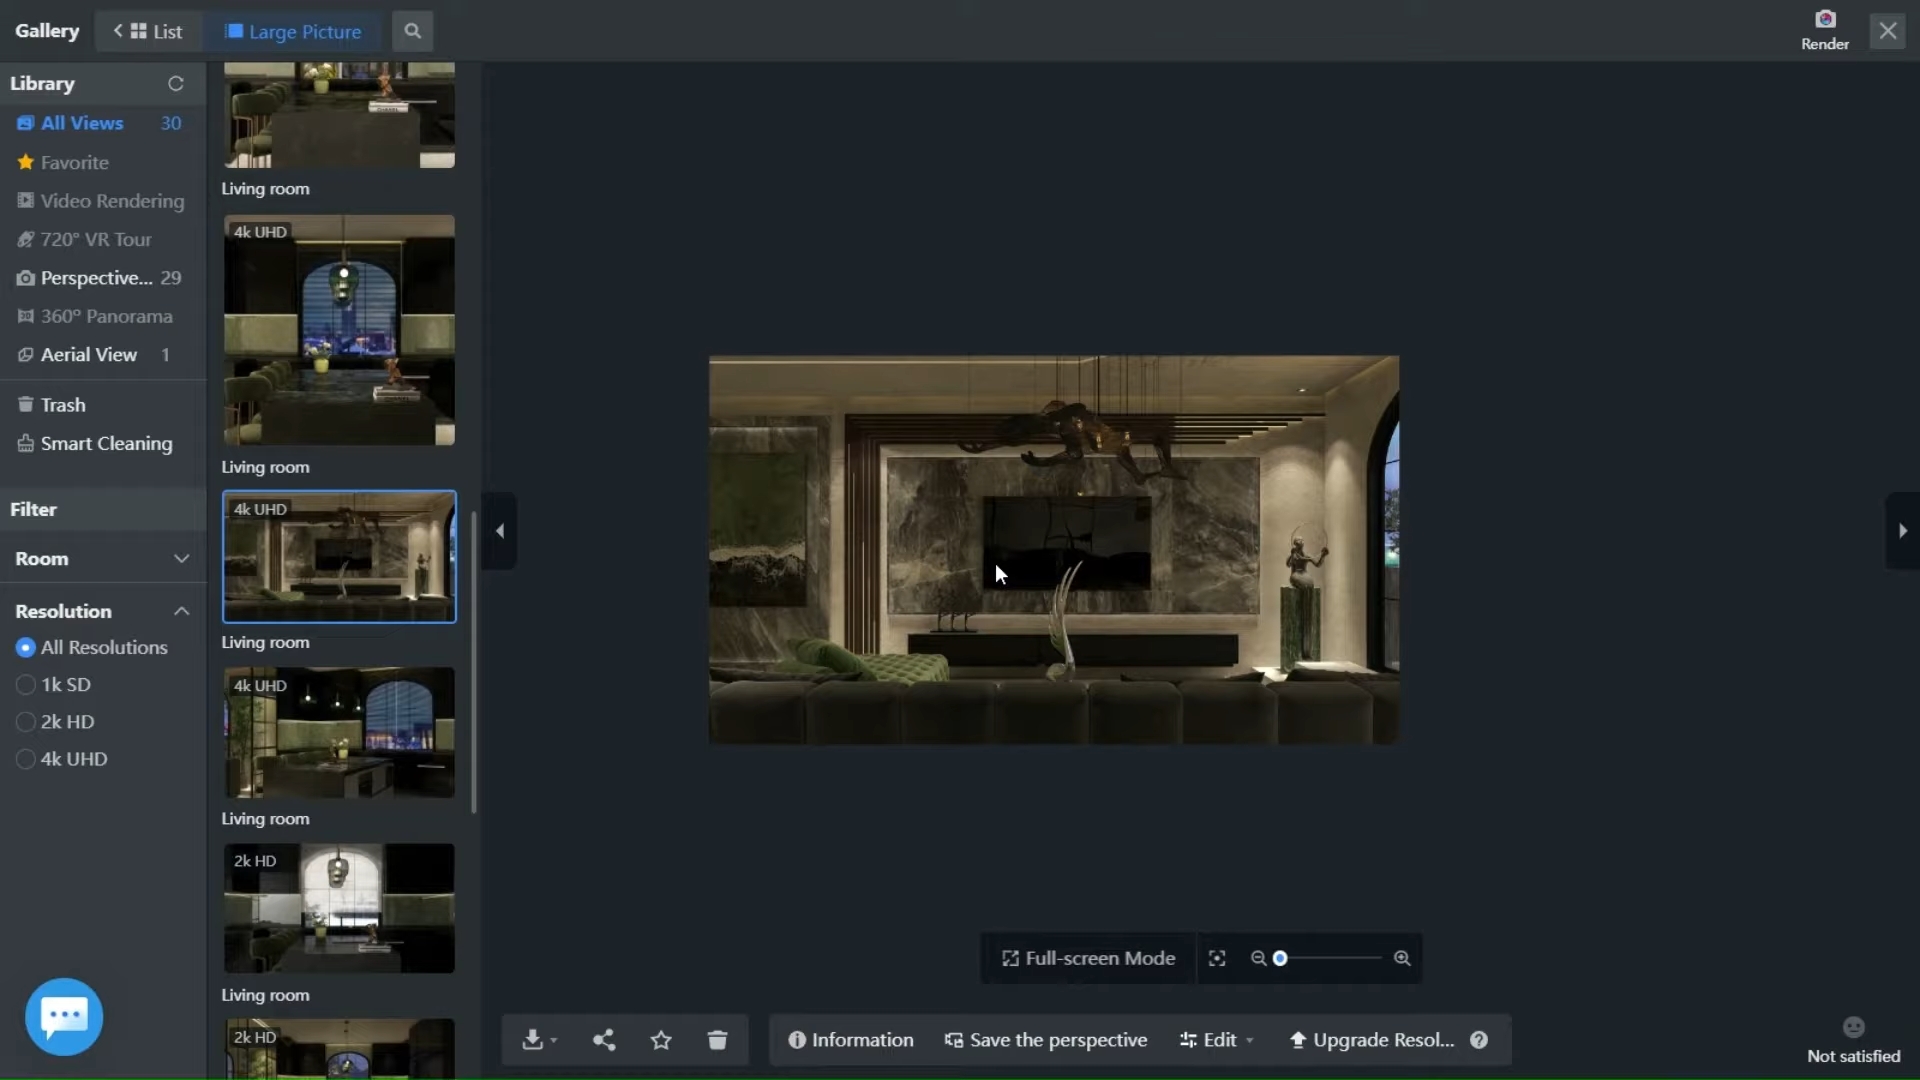 Gallery
List
Large Picture
Render
Library
All Views 30
Favorite
Video Rendering
720° VR Tour
Perspective... 29
360º Panorama
Aerial View 1
Trash
Smart Cleaning
Filter
Room
Resolution
All Resolutions
1k SD
2k HD
4k UHD
Living room
4k UHD
Living room
4k UHD
Living room
4k UHD
Living room
2k HD
Living room
2k HD
Full-screen Mode
Information
Save the perspective
Edit
Upgrade Resol...
Not satisfied